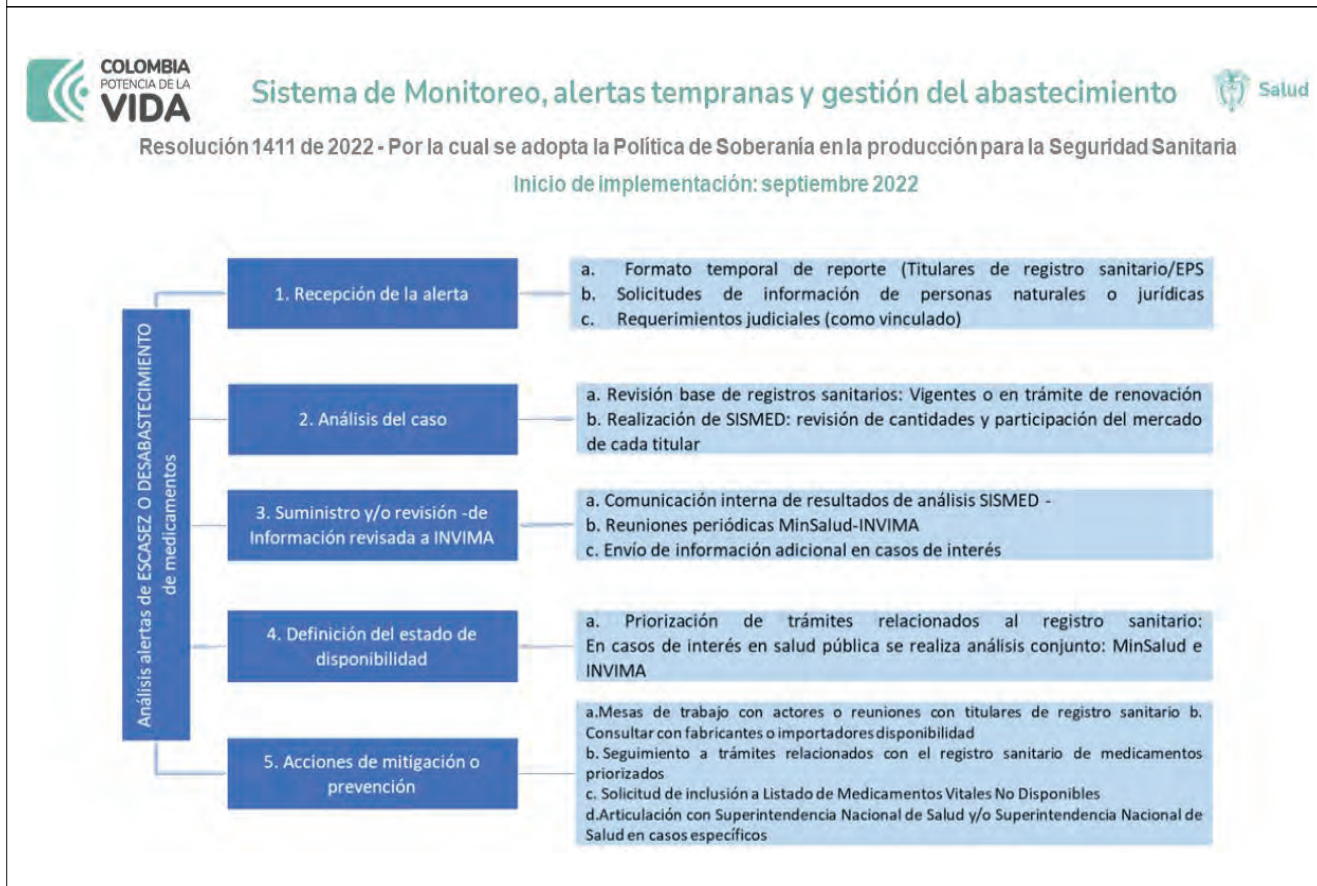 COLOMBIA
POTENCIA DE LA
VIDA
Sistema de Monitoreo, alertas tempranas y gestión del abastecimiento
Salud
Resolución 1411 de 2022 - Por la cual se adopta la Política de Soberanía en la producción para la Seguridad Sanitaria
Inicio de implementación: septiembre 2022
Análisis alertas de ESCASEZ O DESABASTECIMIENTO
de medicamentos
1. Recepción de la alerta
a. Formato temporal de reporte (Titulares de registro sanitario/EPS
b. Solicitudes de información de personas naturales o jurídicas
c. Requerimientos judiciales (como vinculado)
2. Análisis del caso
a. Revisión base de registros sanitarios: Vigentes o en trámite de renovación
b. Realización de SISMED: revisión de cantidades y participación del mercado
de cada titular
3. Suministro y/o revisión -de
Información revisada a INVIMA
a. Comunicación interna de resultados de análisis SISMED -
b. Reuniones periódicas MinSalud-INVIMA
c. Envío de información adicional en casos de interés
4. Definición del estado de
disponibilidad
a. Priorización de trámites relacionados al registro sanitario:
En casos de interés en salud pública se realiza análisis conjunto: MinSalud e
INVIMA
5. Acciones de mitigación o
prevención
a.Mesas de trabajo con actores o reuniones con titulares de registro sanitario b.
Consultar con fabricantes o importadores disponibilidad
b. Seguimiento a trámites relacionados con el registro sanitario de medicamentos
priorizados
c. Solicitud de inclusión a Listado de Medicamentos Vitales No Disponibles
d.Articulación con Superintendencia Nacional de Salud y/o Superintendencia Nacional de
Salud en casos específicos